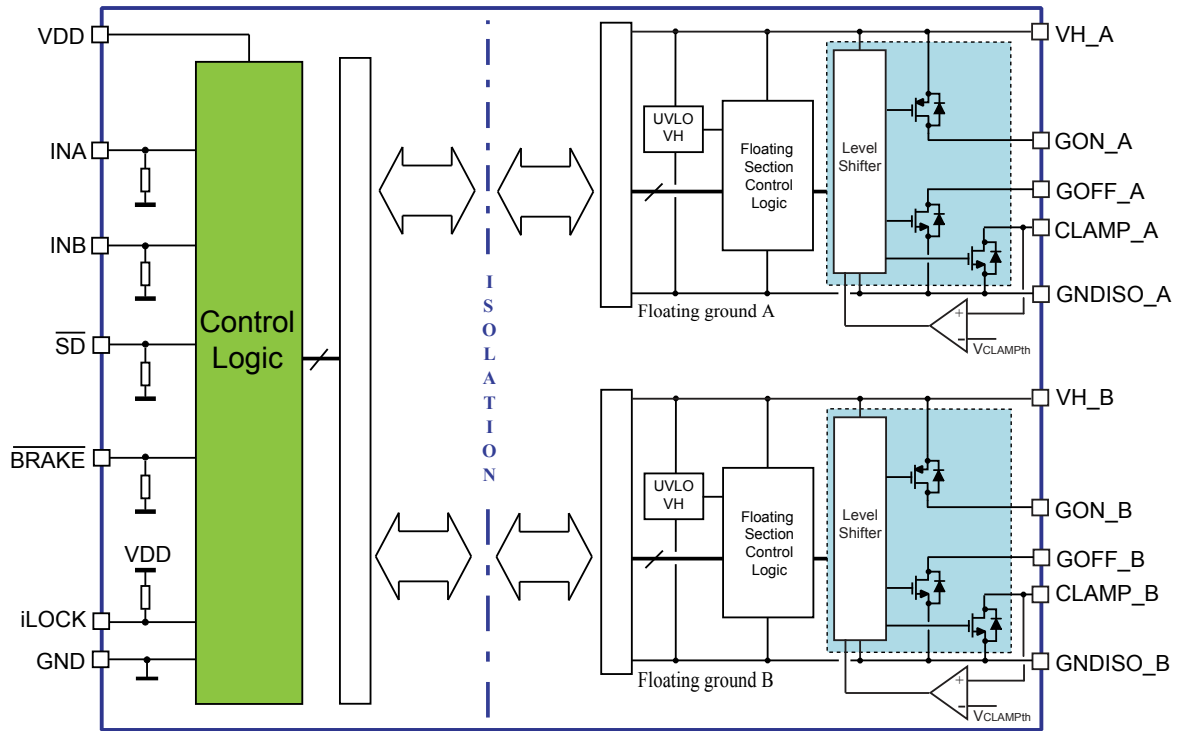 VDD
INA
INB
SD
BRAKE
VDD
iLOCK
GND
Control
Logic
ISOLATION
UVLO
VH
Floating
Section
Control
Logic
Level
Shifter
Floating ground A
+
-
VCLAMPth
VH_A
GON_A
GOFF_A
CLAMP_A
GNDISO_A
UVLO
VH
Floating
Section
Control
Logic
Level
Shifter
Floating ground B
+
-
VCLAMPth
VH_B
GON_B
GOFF_B
CLAMP_B
GNDISO_B